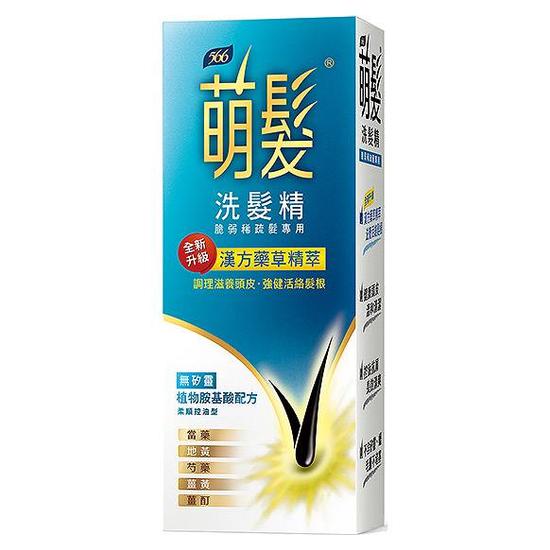 566
萌髮®
洗髮精
脆弱稀疏髮專用
全新
升級
漢方藥草精萃
調理滋養頭皮·強健活絡髮根
無矽靈
植物胺基酸配方
柔順控油型
當藥
地黃
芍藥
薑黃
薑酊
萌髮
洗髮精